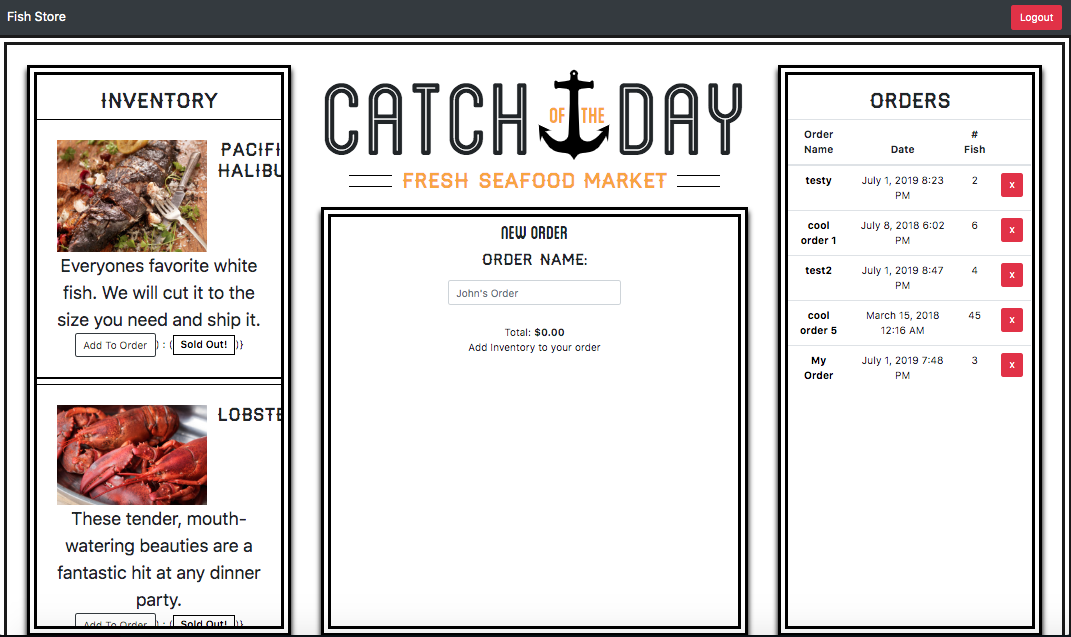 Fish Store
Logout
INVENTORY
PACIFI
HALIBU
Everyones favorite white
fish. We will cut it to the
size you need and ship it.
Add To Order ) : ( Sold Out! )}
LOBSTE
These tender, mouth-
watering beauties are a
fantastic hit at any dinner
party.
Add To Order ) : ( Sold Out! )}
CATCH OF THE DAY
FRESH SEAFOOD MARKET
NEW ORDER
ORDER NAME:
John's Order
Total: $0.00
Add Inventory to your order
ORDERS
Order #
Name Date Fish
testy July 1, 2019 8:23 2 x
PM
cool July 8, 2018 6:02 6 x
order 1 PM
test2 July 1, 2019 8:47 4 x
PM
cool March 15, 2018 45 x
order 5 12:16 AM
My July 1, 2019 7:48 3 x
Order PM